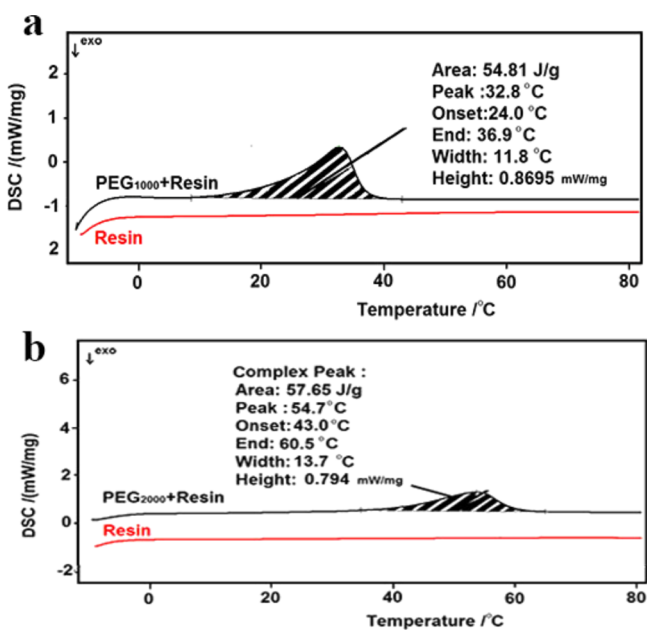 a
↓exo
2
1
0
-1
2
DSC /(mW/mg)
Area: 54.81 J/g
Peak :32.8 °C
Onset:24.0 °C
End: 36.9 °C
Width: 11.8 °C
Height: 0.8695 mW/mg
PEG1000+Resin
Resin
0
20
40
60
80
Temperature /°C
b
↓exo
6
4
2
0
-2
DSC /(mW/mg)
Complex Peak :
Area: 57.65 J/g
Peak :54.7°C
Onset: 43.0 °C
End: 60.5°C
Width:13.7 °C
Height: 0.794 mW/mg
PEG2000+Resin
Resin
0
20
40
60
80
Temperature /°C